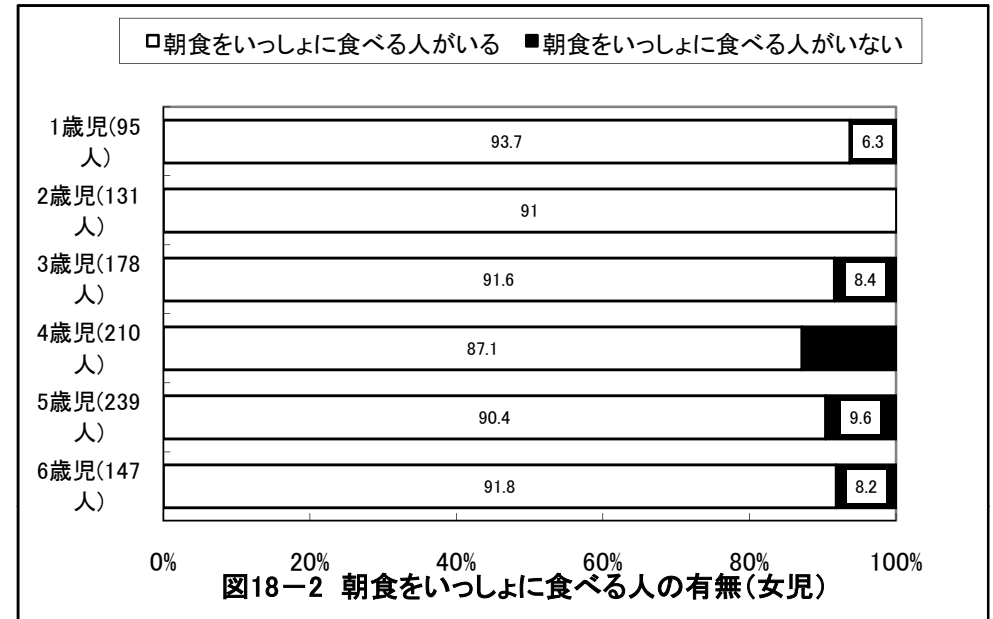 □朝食をいっしょに食べる人がいる ■朝食をいっしょに食べる人がいない
1歳児(95
人)
93.7
6.3
2歳児(131
人)
91
3歳児(178
人)
91.6
8.4
4歳児(210
人)
87.1
5歳児(239
人)
90.4
9.6
6歳児(147
人)
91.8
8.2
0% 20% 40% 60% 80% 100%
図18-2 朝食をいっしょに食べる人の有無(女児)